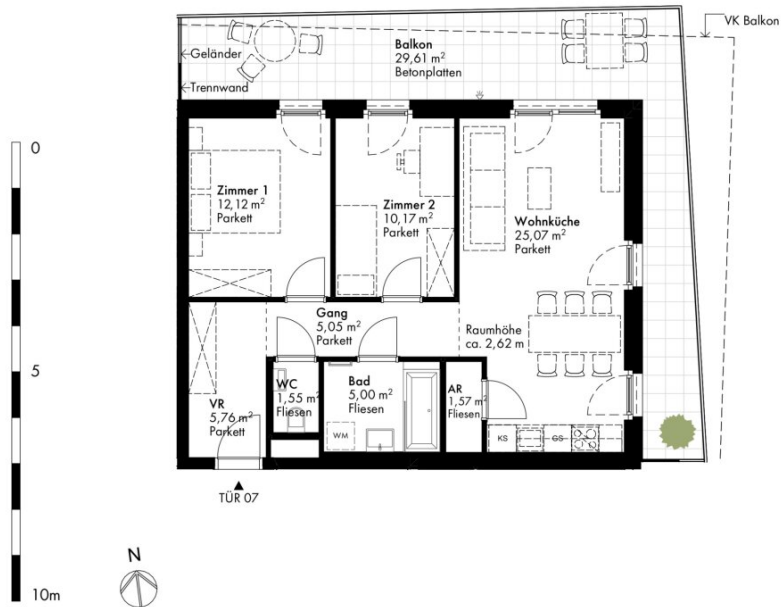 VK Balkon
Geländer
Balkon
29,61 m²
Betonplatten
Trennwand
0
Zimmer 1
12,12 m²
Parkett
Zimmer 2
10,17 m²
Parkett
Wohnküche
25,07 m²
Parkett
Gang
5,05 m²
Parkett
Raumhöhe
ca. 2,62 m
5
WC
1,55 m²
Fliesen
Bad
5,00 m²
Fliesen
AR
1,57 m²
Fliesen
VR
5,76 m²
Parkett
WM
KS
GS
TÜR 07
N
10m